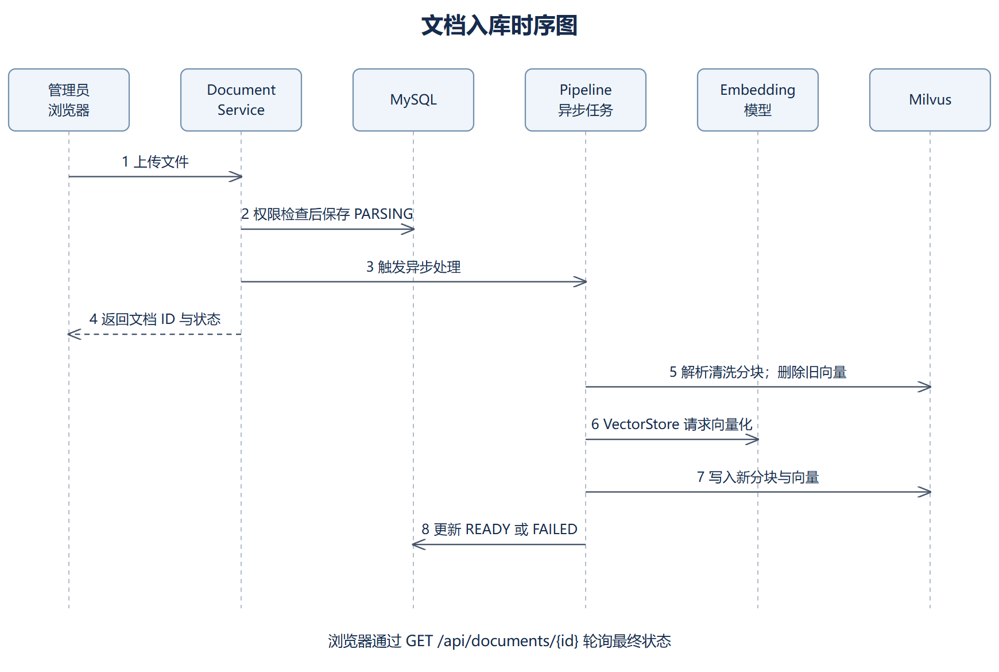 文档入库时序图
管理员
浏览器
Document
Service
MySQL
Pipeline
异步任务
Embedding
模型
Milvus
1 上传文件
2 权限检查后保存 PARSING
3 触发异步处理
4 返回文档 ID 与状态
5 解析清洗分块；删除旧向量
6 VectorStore 请求向量化
7 写入新分块与向量
8 更新 READY 或 FAILED
浏览器通过 GET /api/documents/{id} 轮询最终状态